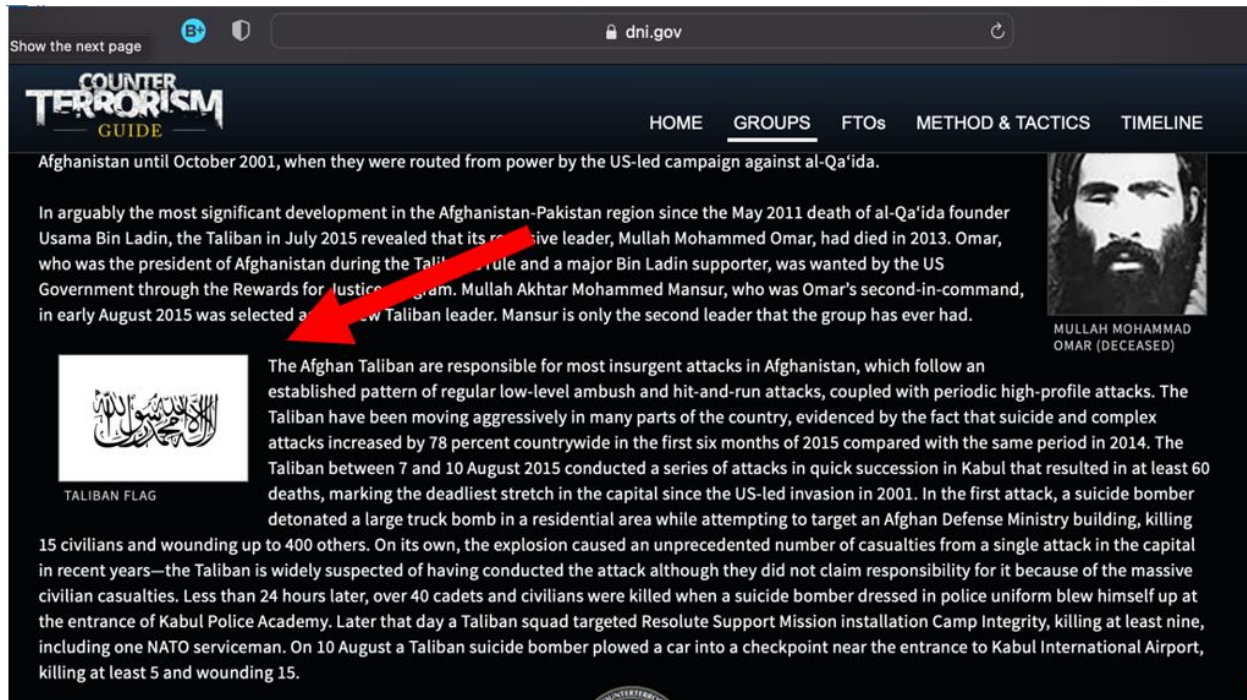 Show the next page
B+
dni.gov
COUNTER
TERRORISM
GUIDE
HOME GROUPS FTOs METHOD & TACTICS TIMELINE
Afghanistan until October 2001, when they were routed from power by the US-led campaign against al-Qa‘ida.
In arguably the most significant development in the Afghanistan-Pakistan region since the May 2011 death of al-Qa‘ida founder
Usama Bin Ladin, the Taliban in July 2015 revealed that its leader, Mullah Mohammed Omar, had died in 2013. Omar,
who was the president of Afghanistan during the rule and a major Bin Ladin supporter, was wanted by the US
Government through the Rewards for Justice program. Mullah Akhtar Mohammed Mansur, who was Omar’s second-in-command,
in early August 2015 was selected Taliban leader. Mansur is only the second leader that the group has ever had.
MULLAH MOHAMMAD
OMAR (DECEASED)
لا إله إلا الله محمد رسول الله
TALIBAN FLAG
The Afghan Taliban are responsible for most insurgent attacks in Afghanistan, which follow an
established pattern of regular low-level ambush and hit-and-run attacks, coupled with periodic high-profile attacks. The
Taliban have been moving aggressively in many parts of the country, evidenced by the fact that suicide and complex
attacks increased by 78 percent countrywide in the first six months of 2015 compared with the same period in 2014. The
Taliban between 7 and 10 August 2015 conducted a series of attacks in quick succession in Kabul that resulted in at least 60
deaths, marking the deadliest stretch in the capital since the US-led invasion in 2001. In the first attack, a suicide bomber
detonated a large truck bomb in a residential area while attempting to target an Afghan Defense Ministry building, killing
15 civilians and wounding up to 400 others. On its own, the explosion caused an unprecedented number of casualties from a single attack in the capital
in recent years—the Taliban is widely suspected of having conducted the attack although they did not claim responsibility for it because of the massive
civilian casualties. Less than 24 hours later, over 40 cadets and civilians were killed when a suicide bomber dressed in police uniform blew himself up at
the entrance of Kabul Police Academy. Later that day a Taliban squad targeted Resolute Support Mission installation Camp Integrity, killing at least nine,
including one NATO serviceman. On 10 August a Taliban suicide bomber plowed a car into a checkpoint near the entrance to Kabul International Airport,
killing at least 5 and wounding 15.